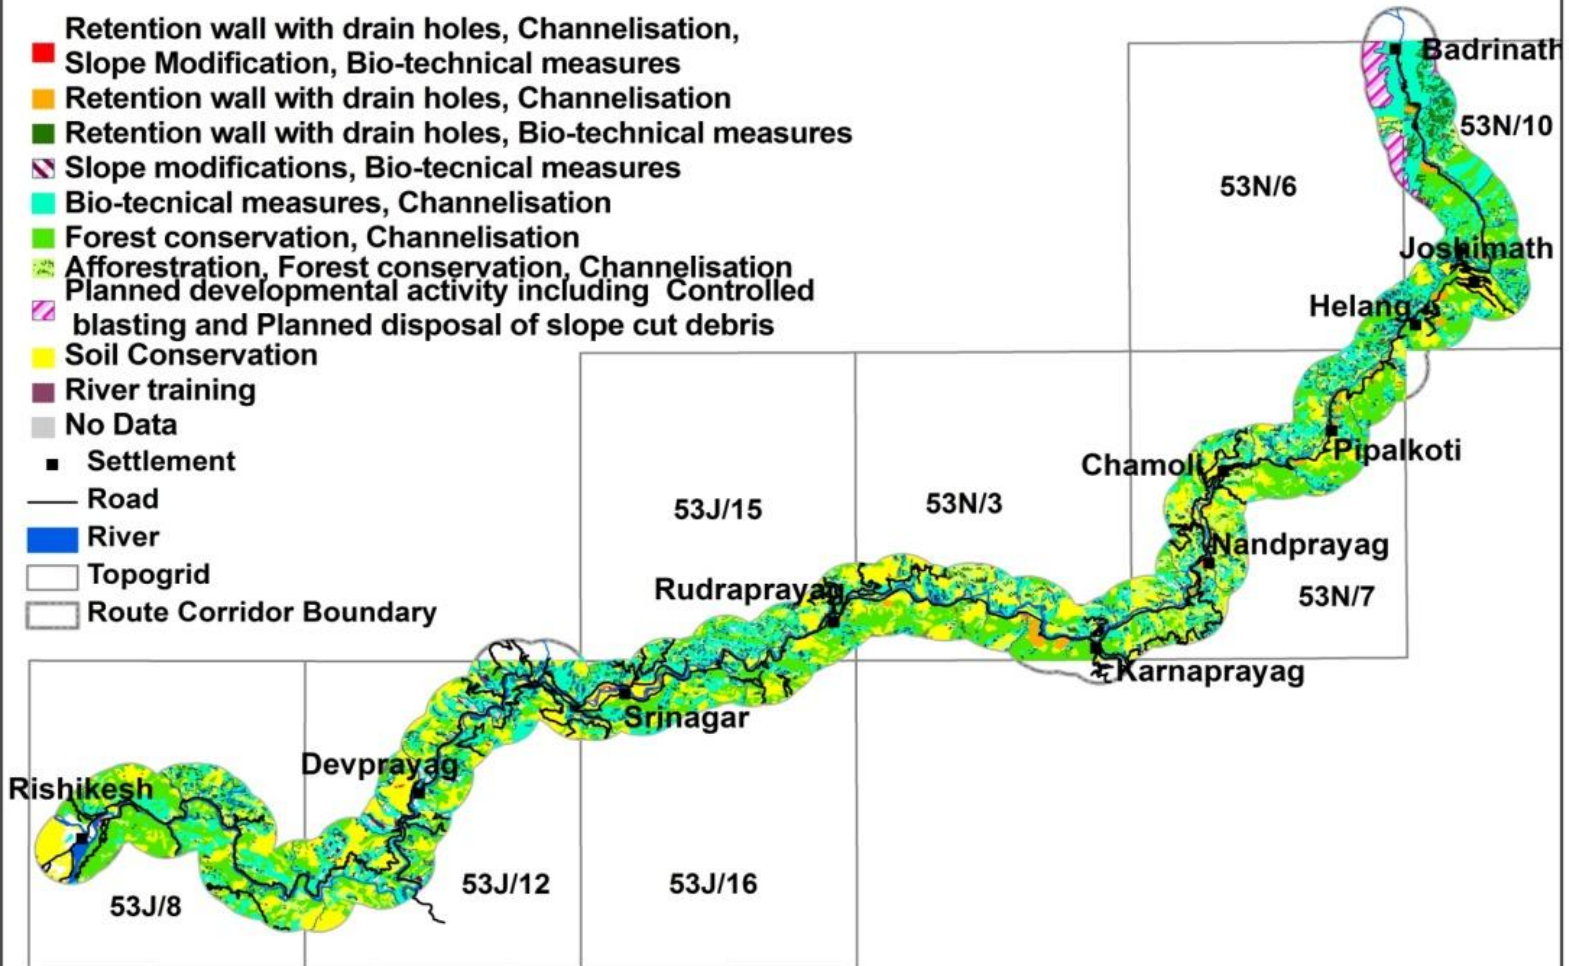 Retention wall with drain holes, Channelisation,
Slope Modification, Bio-technical measures
Retention wall with drain holes, Channelisation
Retention wall with drain holes, Bio-technical measures
Slope modifications, Bio-tecnical measures
Bio-tecnical measures, Channelisation
Forest conservation, Channelisation
Afforestration, Forest conservation, Channelisation
Planned developmental activity including Controlled
blasting and Planned disposal of slope cut debris
Soil Conservation
River training
No Data
Settlement
Road
River
Topogrid
Route Corridor Boundary
Badrinath
53N/10
53N/6
Joshimath
Helang
Pipalkoti
Chamoli
53J/15
53N/3
Nandprayag
Rudraprayag
53N/7
Karnaprayag
Srinagar
Devprayag
Rishikesh
53J/12
53J/16
53J/8